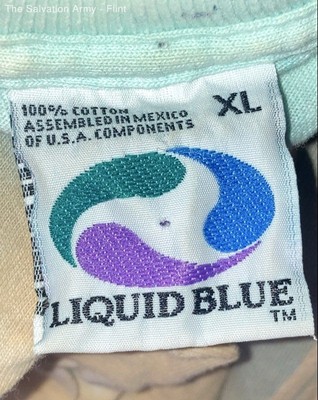 The Salvation Army - Flint
100% COTTON
ASSEMBLED IN MEXICO
OF U.S.A. COMPONENTS
XL
LIQUID BLUE
TM